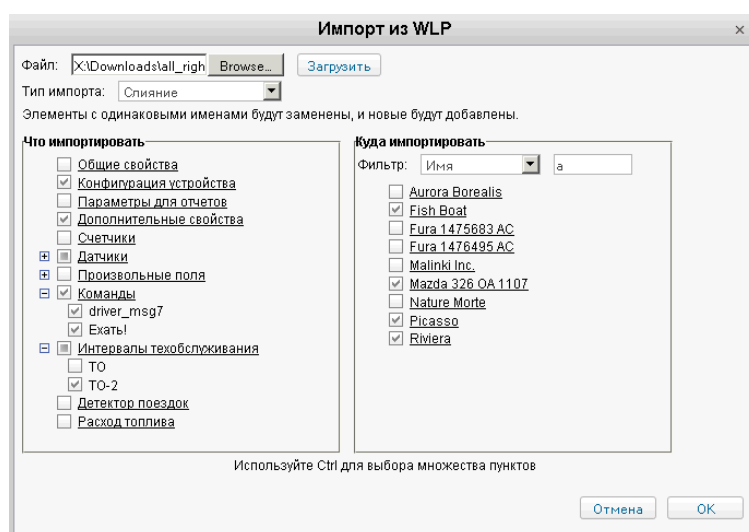 Импорт из WLP
Файл: X:\Downloads\all_righ Browse... Загрузить
Тип импорта: Слияние
Элементы с одинаковыми именами будут заменены, и новые будут добавлены.
Что импортировать
Общие свойства
Конфигурация устройства
Параметры для отчетов
Дополнительные свойства
Счетчики
Датчики
Произвольные поля
Команды
driver_msg7
Ехать!
Интервалы техобслуживания
ТО
ТО-2
Детектор поездок
Расход топлива
Куда импортировать
Фильтр: Имя а
Aurora Borealis
Fish Boat
Fura 1475683 AC
Fura 1476495 AC
Malinki Inc.
Mazda 326 OA 1107
Nature Morte
Picasso
Riviera
Используйте Ctrl для выбора множества пунктов
Отмена OK